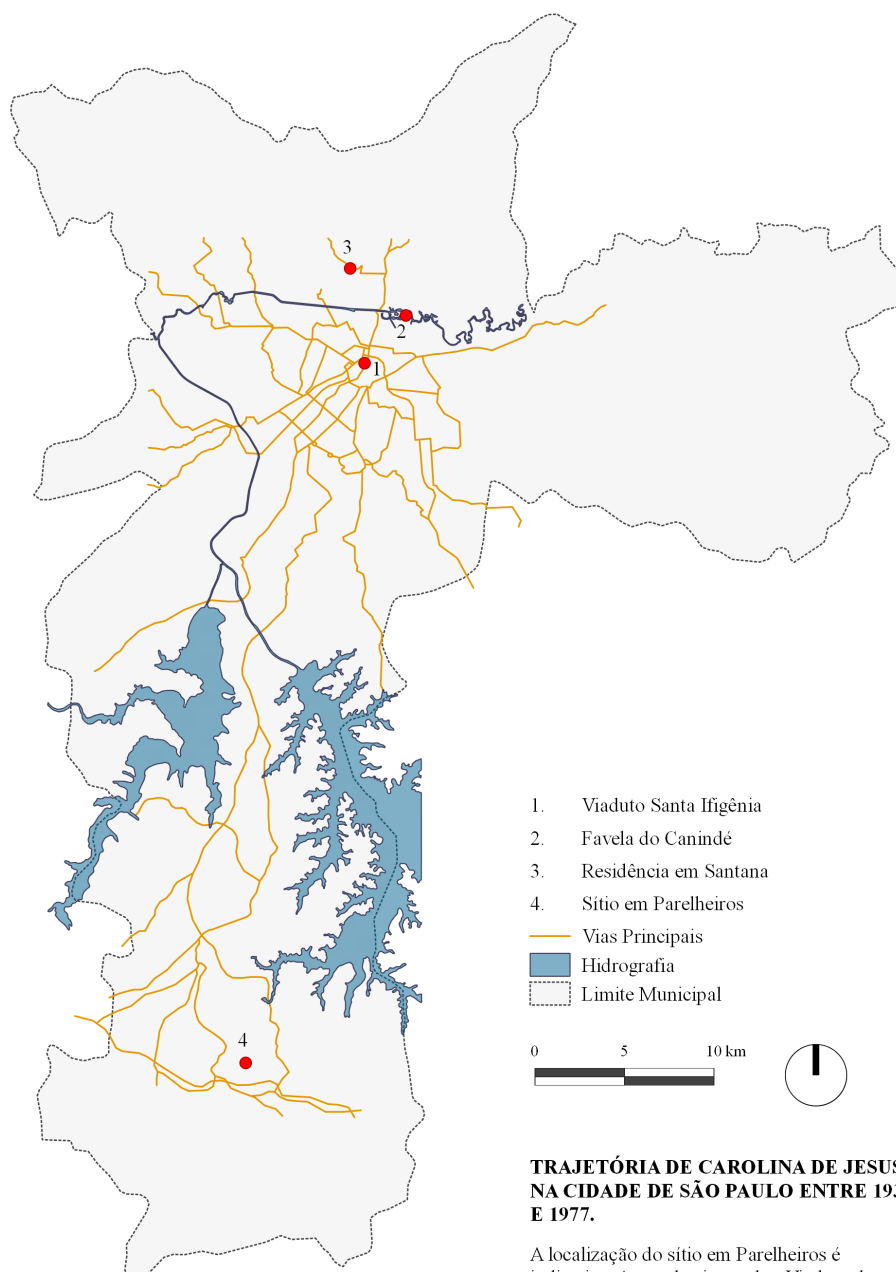 3
2
1
4
1. Viaduto Santa Ifigênia
2. Favela do Canindé
3. Residência em Santana
4. Sítio em Parelheiros
Vias Principais
Hidrografia
Limite Municipal
0 5 10 km
TRAJETÓRIA DE CAROLINA DE JESUS
NA CIDADE DE SÃO PAULO ENTRE 193
E 1977.
A localização do sítio em Parelheiros é